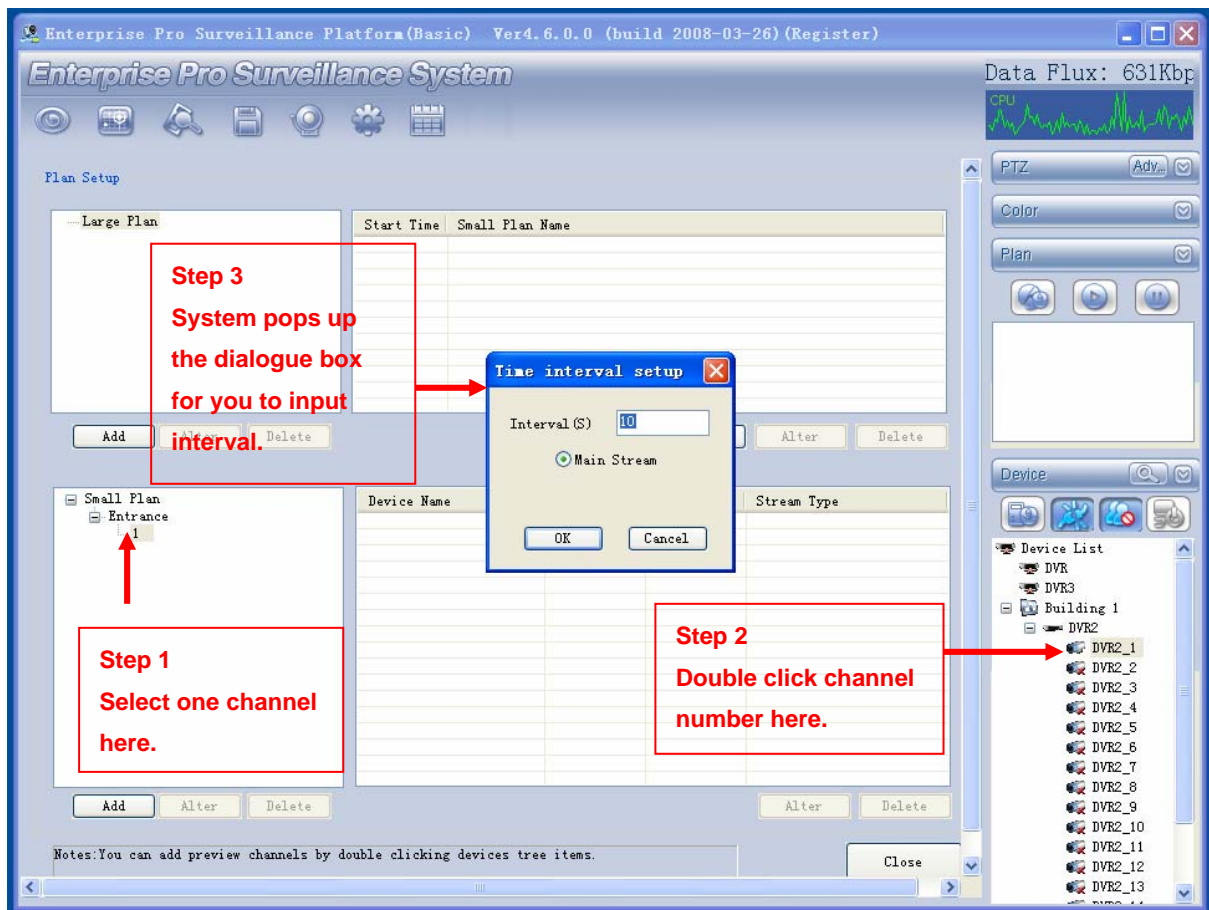 Enterprise Pro Surveillance Platform(Basic) Ver4.6.0.0 (build 2008-03-26)(Register)
Enterprise Pro Surveillance System
Data Flux: 631Kbp
CPU
Plan Setup
Large Plan
Start Time Small Plan Name
Step 3
System pops up
the dialogue box
for you to input
interval.
Time interval setup
Interval(S) 10
Main Stream
OK Cancel
Add Delete
Alter Delete
Small Plan
Entrance
1
Device Name Stream Type
Step 1
Select one channel
here.
Step 2
Double click channel
number here.
Add Alter Delete
Alter Delete
Notes:You can add preview channels by double clicking devices tree items.
Close
PTZ Adv..
Color
Plan
Device
Device List
DVR
DVR3
Building 1
DVR2
DVR2_1
DVR2_2
DVR2_3
DVR2_4
DVR2_5
DVR2_6
DVR2_7
DVR2_8
DVR2_9
DVR2_10
DVR2_11
DVR2_12
DVR2_13